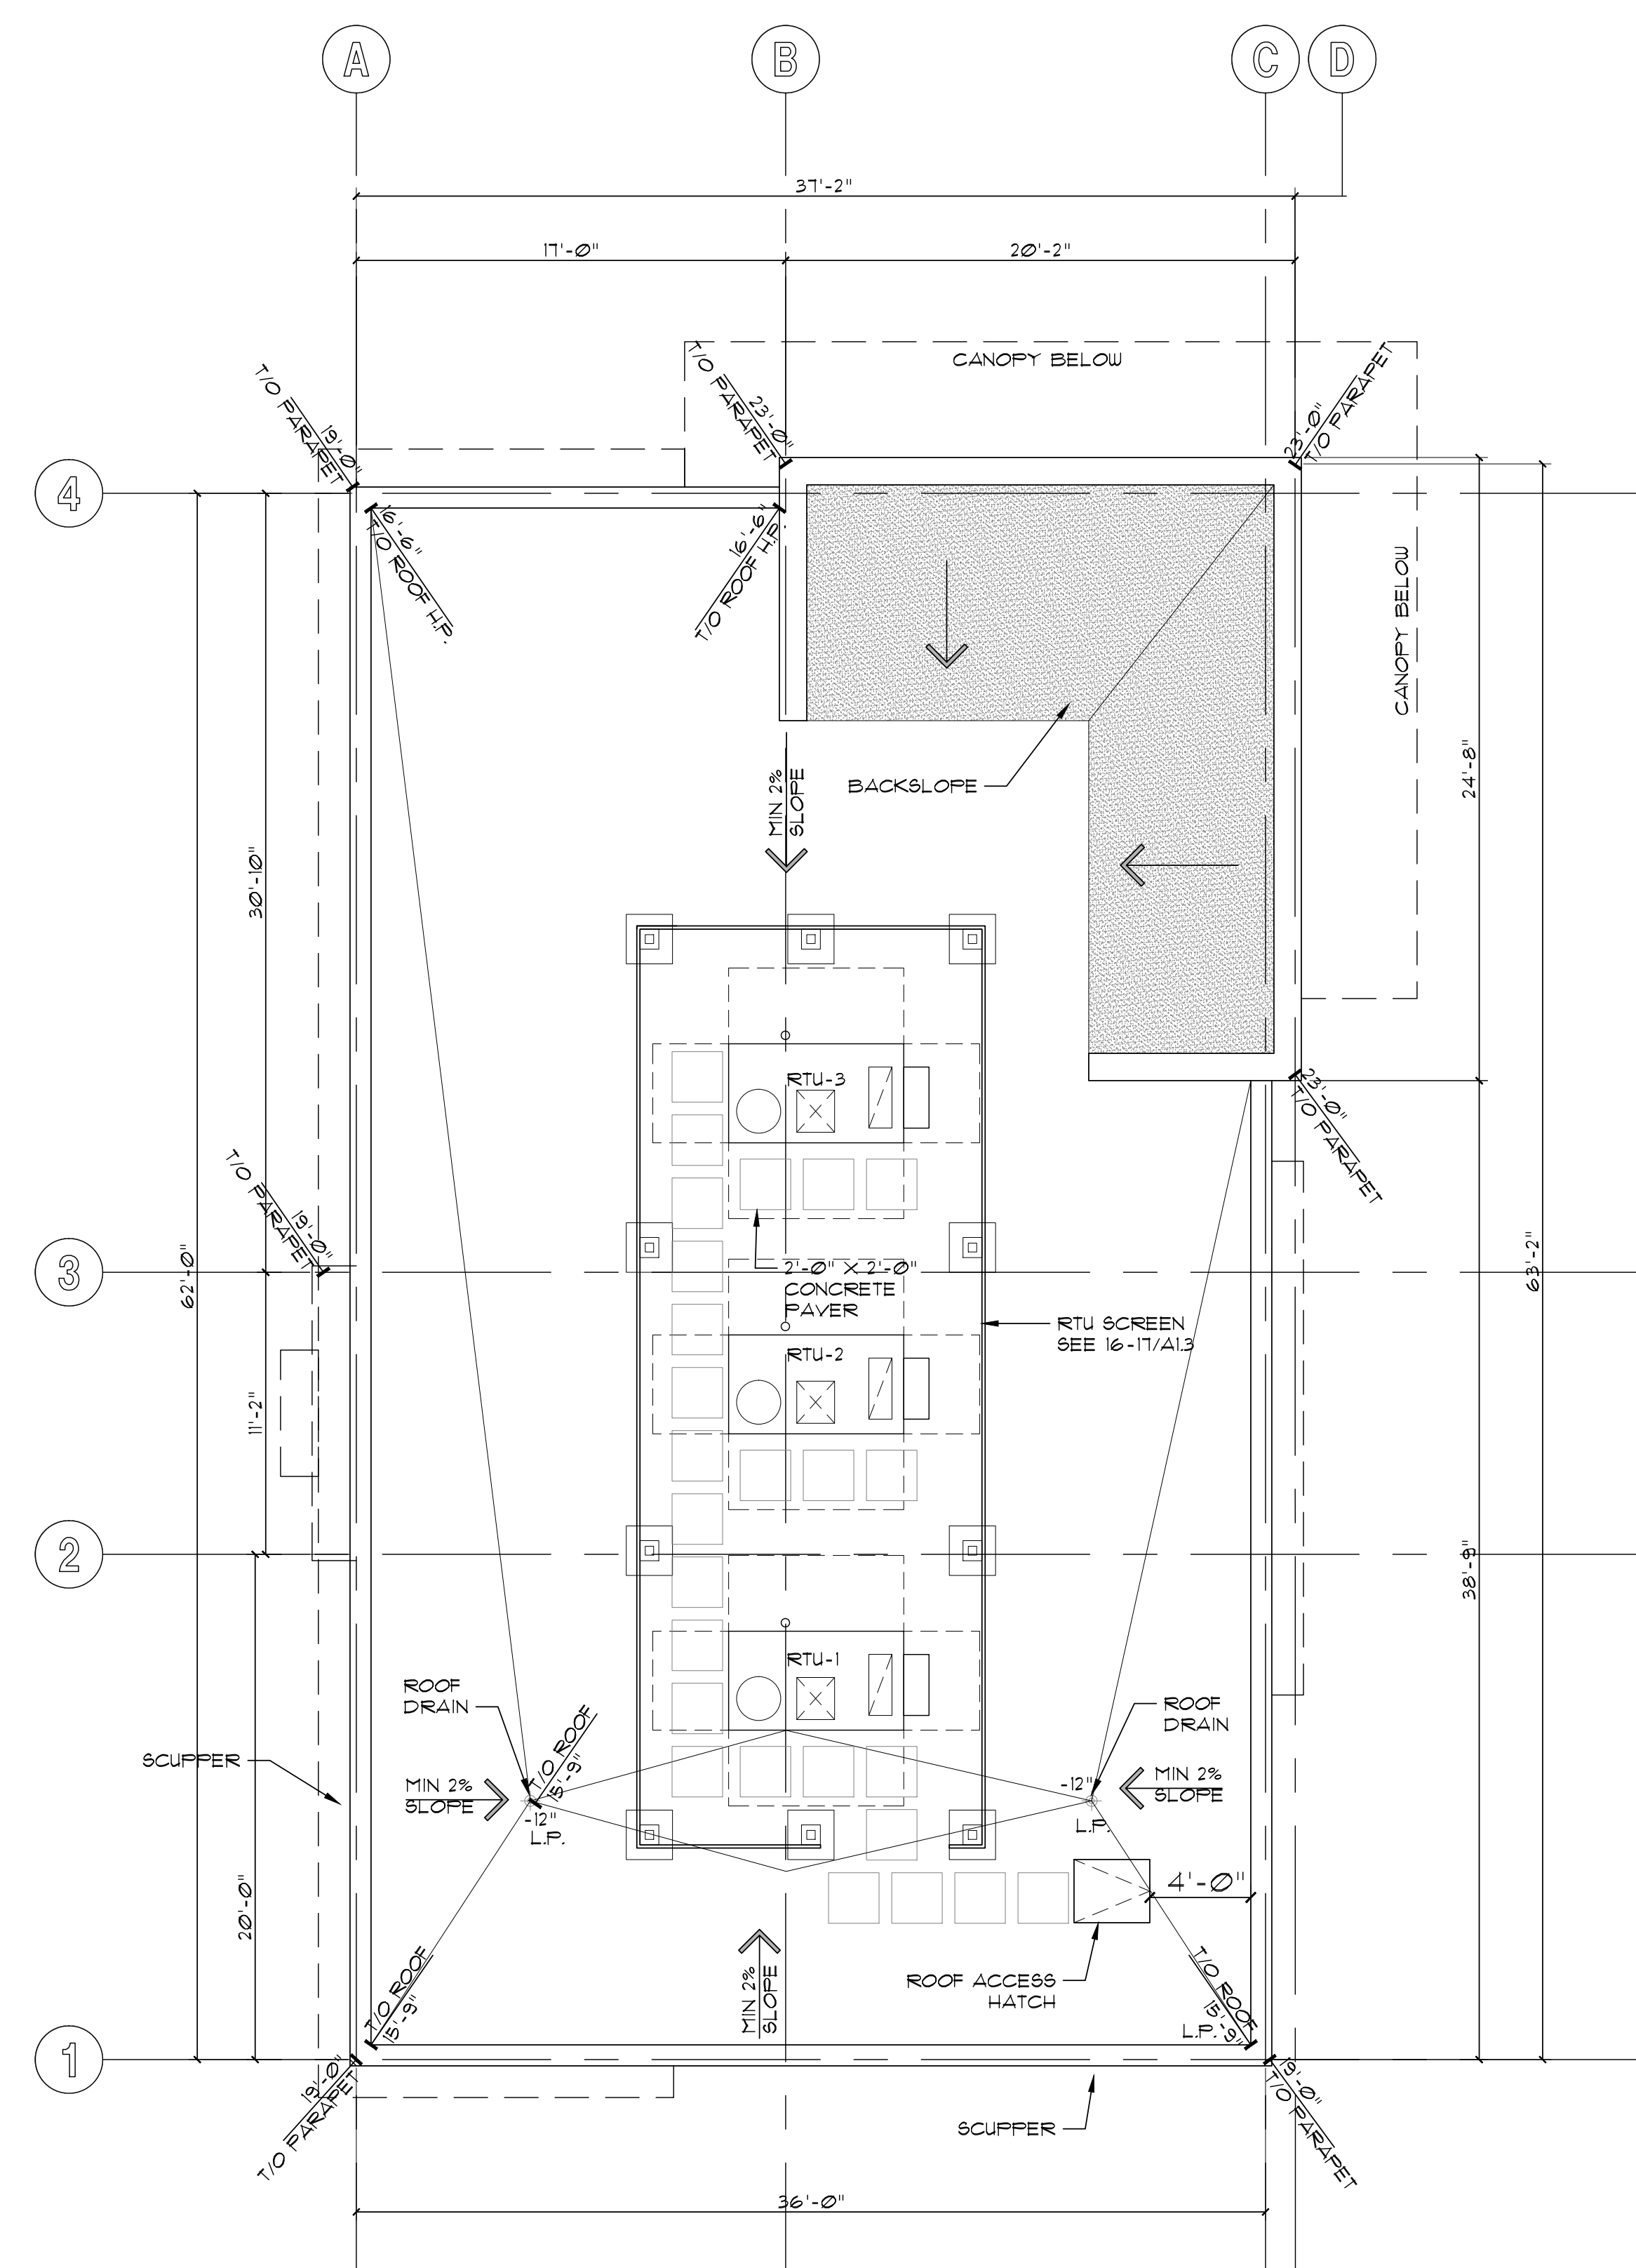 A
B
C
D
37'-2"
17'-0"
20'-2"
CANOPY BELOW
T/O PARAPET
19'-0"
T/O PARAPET
23'-0"
23'-0"
T/O PARAPET
4
16'-6"
T/O ROOF H.P.
16'-6"
T/O ROOF H.P.
CANOPY BELOW
MIN 2%
SLOPE
BACKSLOPE
24'-8"
30'-10"
RTU-3
23'-0"
T/O PARAPET
T/O PARAPET
19'-0"
3
62'-0"
63'-2"
2'-0" X 2'-0"
CONCRETE
PAVER
RTU SCREEN
SEE 16-17/A1.3
RTU-2
11'-2"
2
38'-9"
RTU-1
ROOF
DRAIN
ROOF
DRAIN
SCUPPER
T/O ROOF
15'-9"
MIN 2%
SLOPE
-12"
L.P.
-12"
L.P.
MIN 2%
SLOPE
20'-0"
4'-0"
MIN 2%
SLOPE
ROOF ACCESS
HATCH
T/O ROOF
15'-9"
T/O ROOF
15'-9"
L.P.
1
19'-0"
T/O PARAPET
19'-0"
T/O PARAPET
SCUPPER
36'-0"